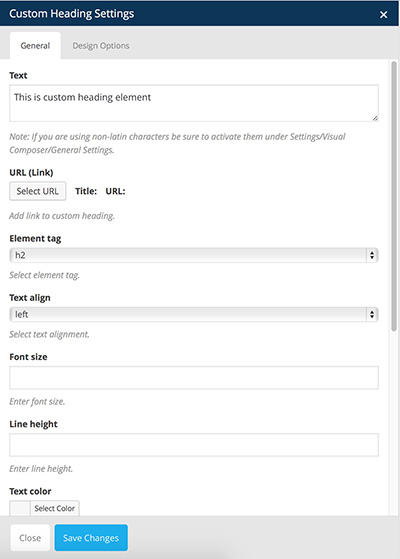 Custom Heading Settings ×
General Design Options
Text
This is custom heading element
Note: If you are using non-latin characters be sure to activate them under Settings/Visual
Composer/General Settings.
URL (Link)
Select URL Title: URL:
Add link to custom heading.
Element tag
h2
Select element tag.
Text align
left
Select text alignment.
Font size
Enter font size.
Line height
Enter line height.
Text color
Select Color
Close Save Changes